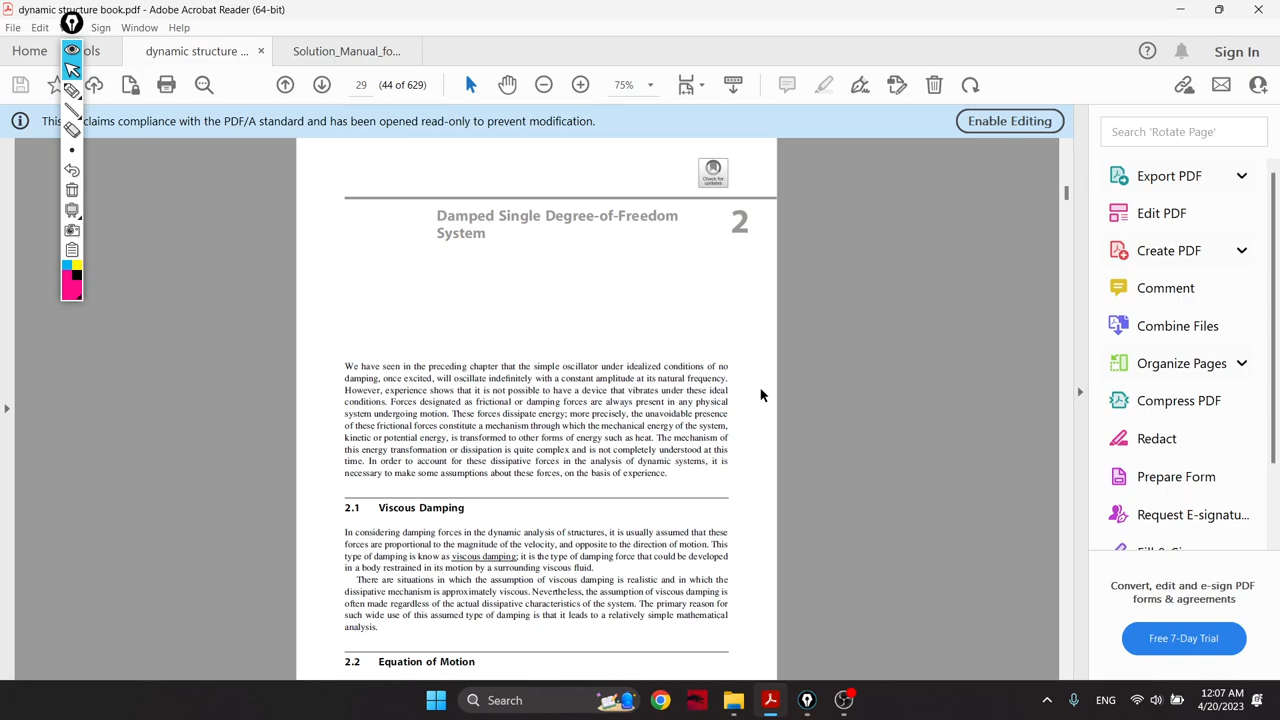 dynamic structure book.pdf - Adobe Acrobat Reader (64-bit)
File Edit Sign Window Help
Home ols dynamic structure ... × Solution_Manual_fo... Sign In
29 (44 of 629) 75%
This claims compliance with the PDF/A standard and has been opened read-only to prevent modification. Enable Editing
Search 'Rotate Page'
Export PDF
Edit PDF
Create PDF
Comment
Combine Files
Organize Pages
Compress PDF
Redact
Prepare Form
Request E-signatu...
Convert, edit and e-sign PDF
forms & agreements
Free 7-Day Trial
Check for
updates
Damped Single Degree-of-Freedom
System
2
We have seen in the preceding chapter that the simple oscillator under idealized conditions of no
damping, once excited, will oscillate indefinitely with a constant amplitude at its natural frequency.
However, experience shows that it is not possible to have a device that vibrates under these ideal
conditions. Forces designated as frictional or damping forces are always present in any physical
system undergoing motion. These forces dissipate energy; more precisely, the unavoidable presence
of these frictional forces constitute a mechanism through which the mechanical energy of the system,
kinetic or potential energy, is transformed to other forms of energy such as heat. The mechanism of
this energy transformation or dissipation is quite complex and is not completely understood at this
time. In order to account for these dissipative forces in the analysis of dynamic systems, it is
necessary to make some assumptions about these forces, on the basis of experience.
2.1 Viscous Damping
In considering damping forces in the dynamic analysis of structures, it is usually assumed that these
forces are proportional to the magnitude of the velocity, and opposite to the direction of motion. This
type of damping is know as viscous damping; it is the type of damping force that could be developed
in a body restrained in its motion by a surrounding viscous fluid.
There are situations in which the assumption of viscous damping is realistic and in which the
dissipative mechanism is approximately viscous. Nevertheless, the assumption of viscous damping is
often made regardless of the actual dissipative characteristics of the system. The primary reason for
such wide use of this assumed type of damping is that it leads to a relatively simple mathematical
analysis.
2.2 Equation of Motion
Search
ENG
12:07 AM
4/20/2023